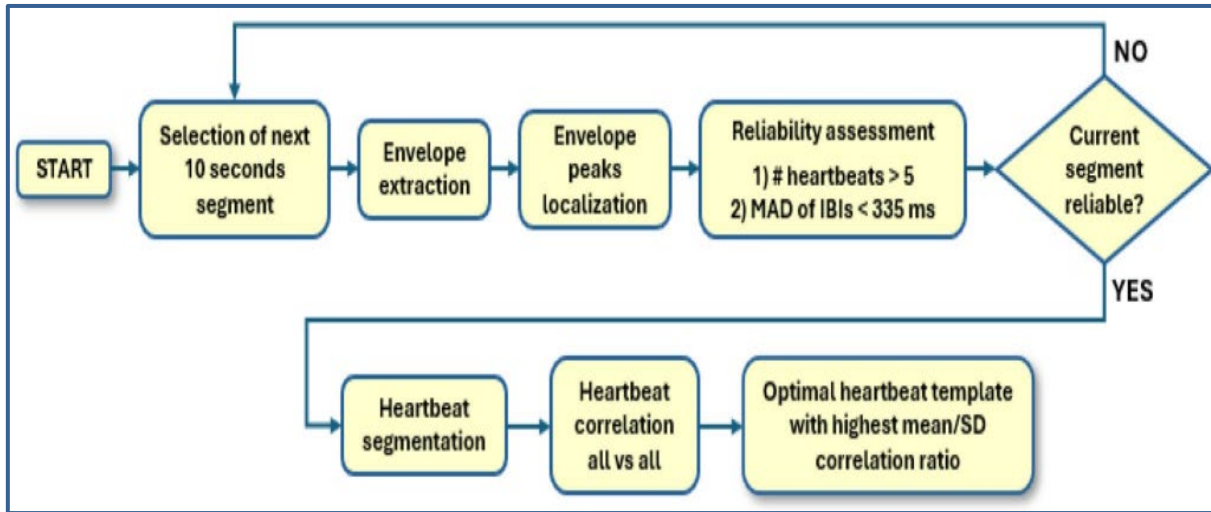 START
Selection of next
10 seconds
segment
Envelope
extraction
Envelope
peaks
localization
Reliability assessment
1) # heartbeats > 5
2) MAD of IBIs < 335 ms
Current
segment
reliable?
NO
YES
Heartbeat
segmentation
Heartbeat
correlation
all vs all
Optimal heartbeat template
with highest mean/SD
correlation ratio